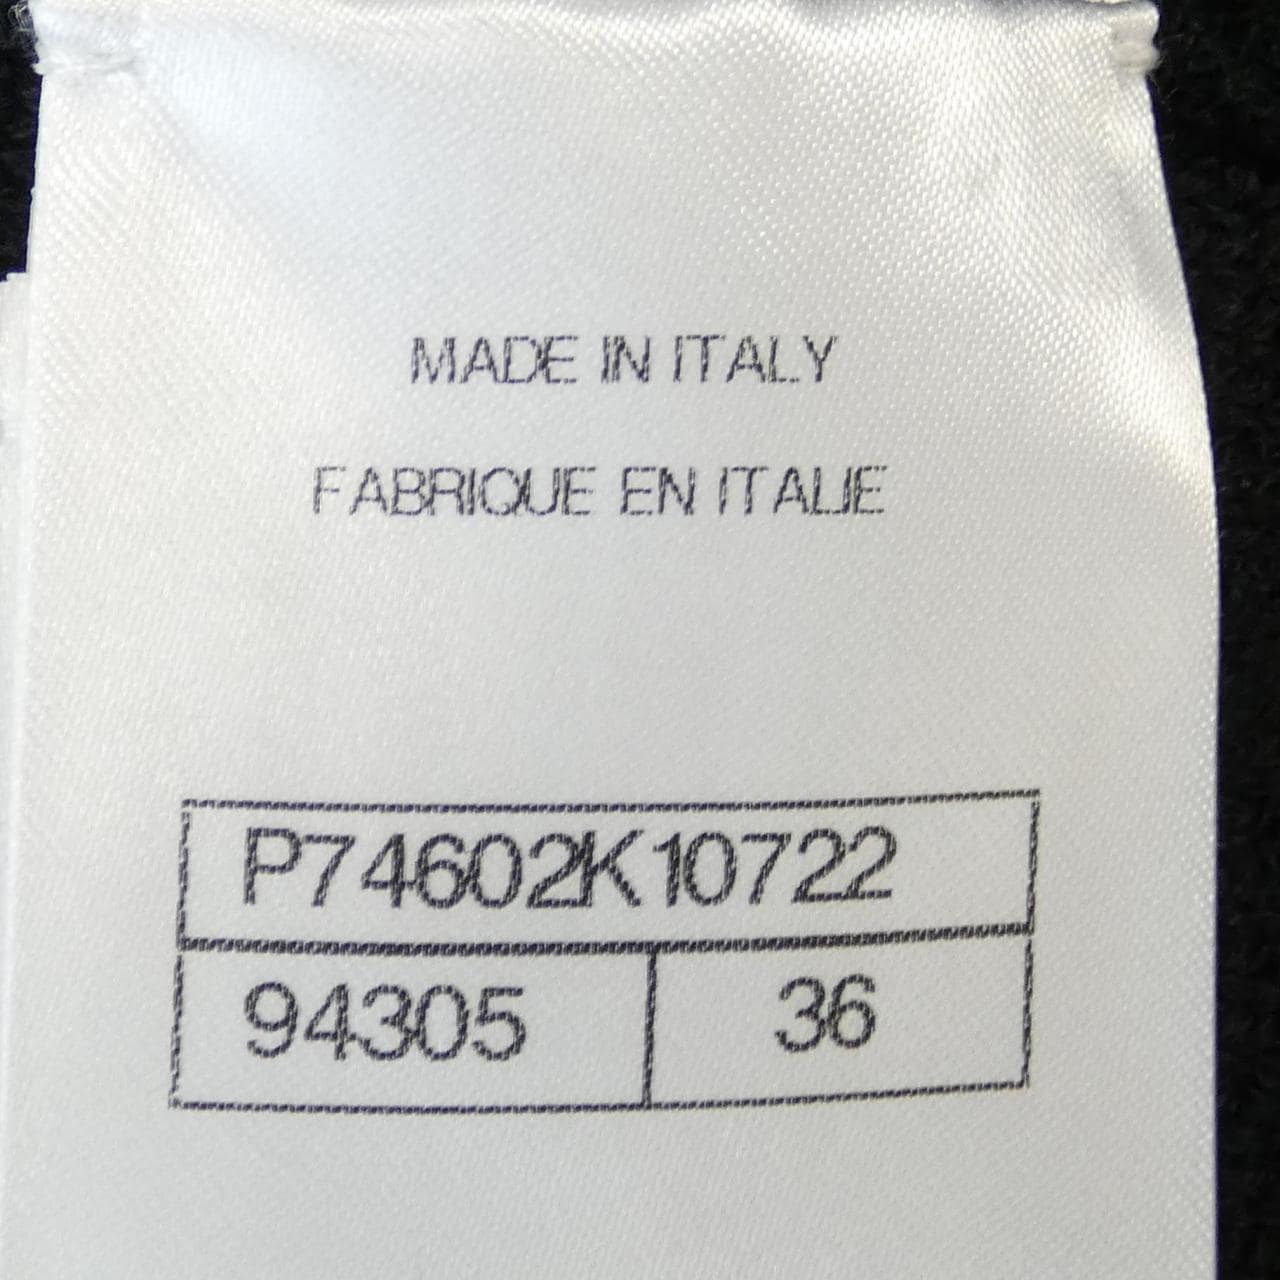 MADE IN ITALY
FABRIQUE EN ITALIE
P74602K10722
94305 36